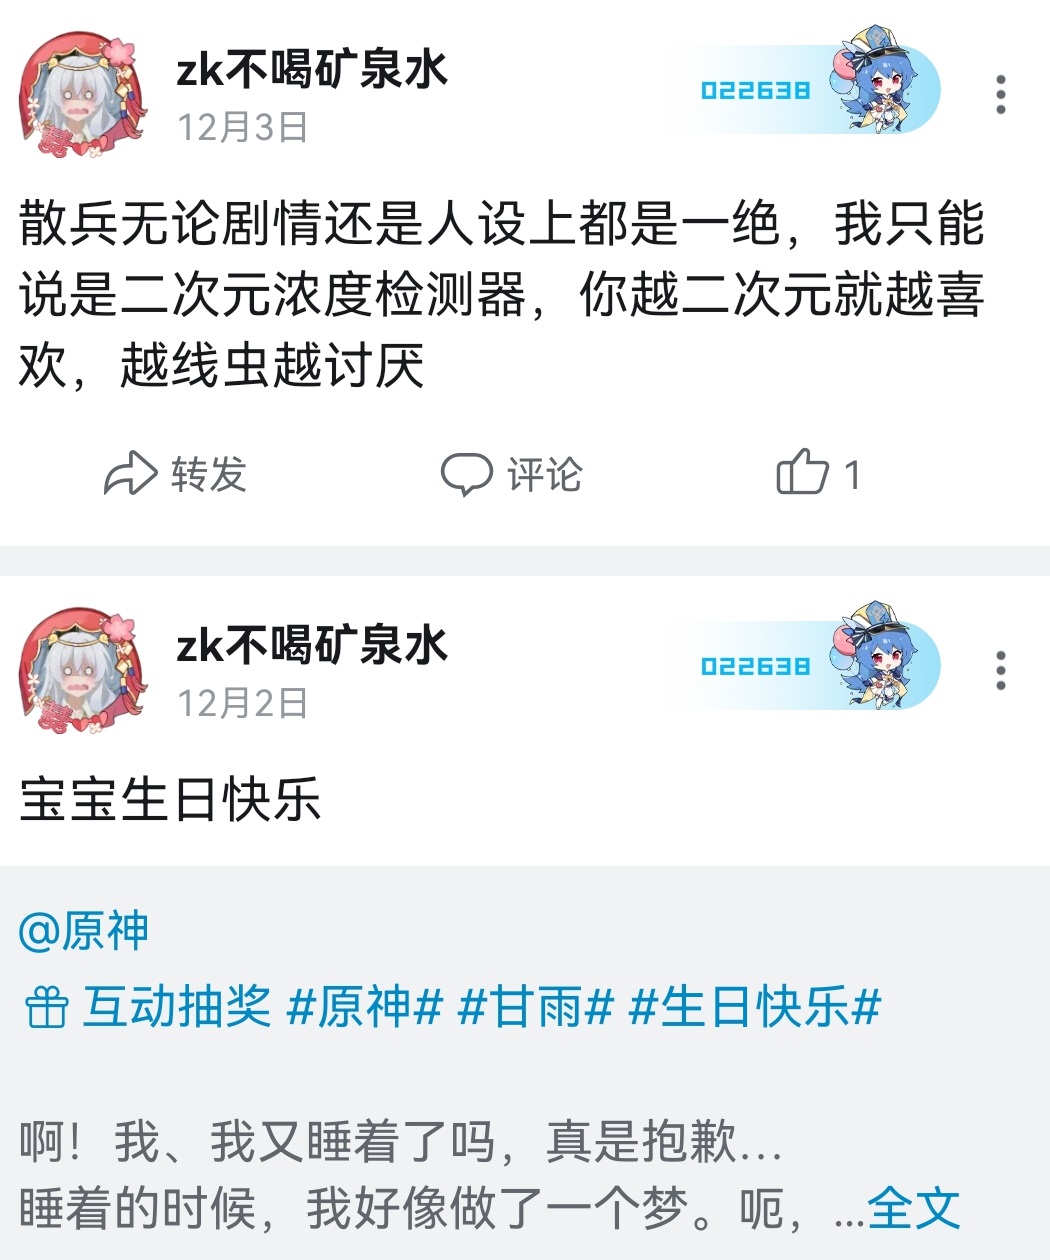 zk不喝矿泉水
12月3日
022638
散兵无论剧情还是人设上都是一绝，我只能
说是二次元浓度检测器，你越二次元就越喜
欢，越线虫越讨厌
转发
评论
1
zk不喝矿泉水
12月2日
022638
宝宝生日快乐
@原神
互动抽奖 #原神# #甘雨# #生日快乐#
啊！我、我又睡着了吗，真是抱歉...
睡着的时候，我好像做了一个梦。呃，...全文